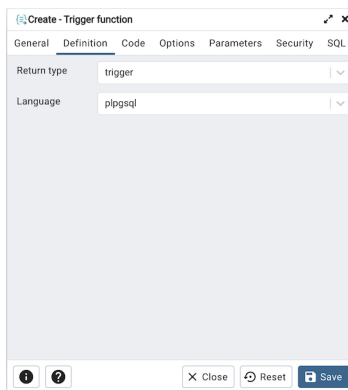 Create - Trigger function
General Definition Code Options Parameters Security SQL
Return type trigger
Language plpgsql
Close Reset Save